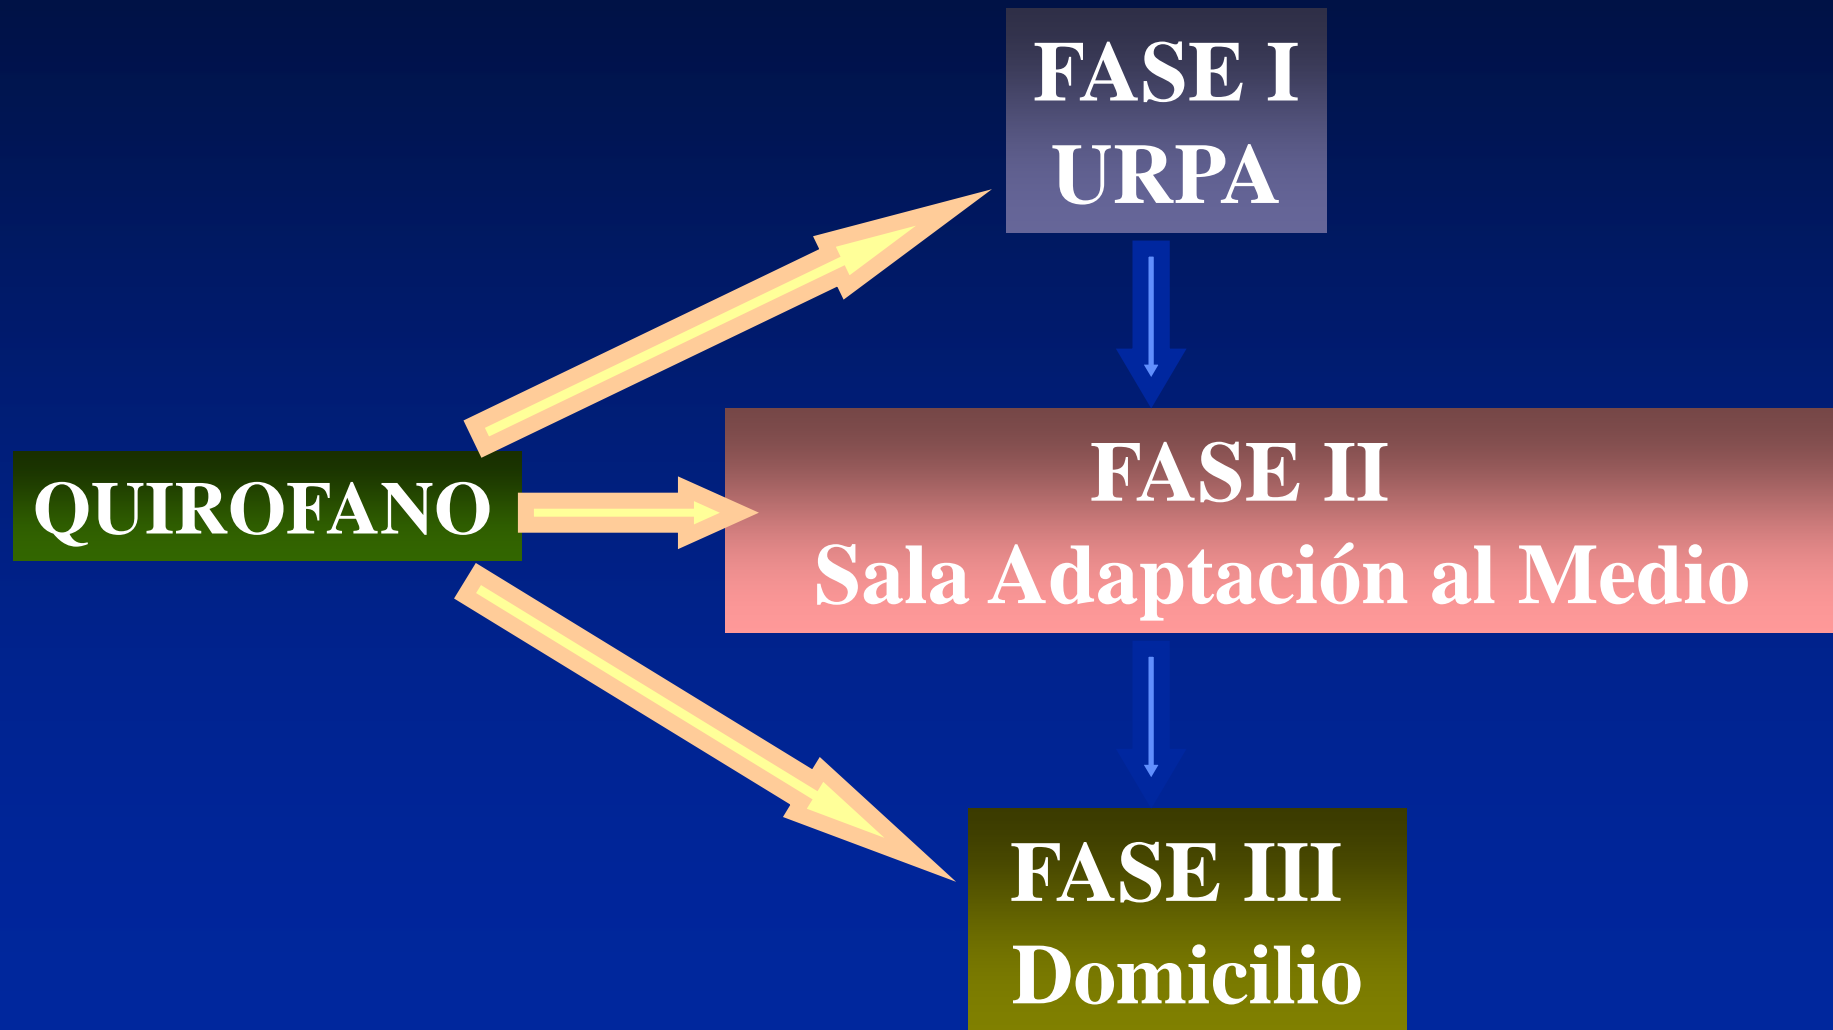 FASE I
URPA
QUIROFANO
FASE II
Sala Adaptación al Medio
FASE III
Domicilio